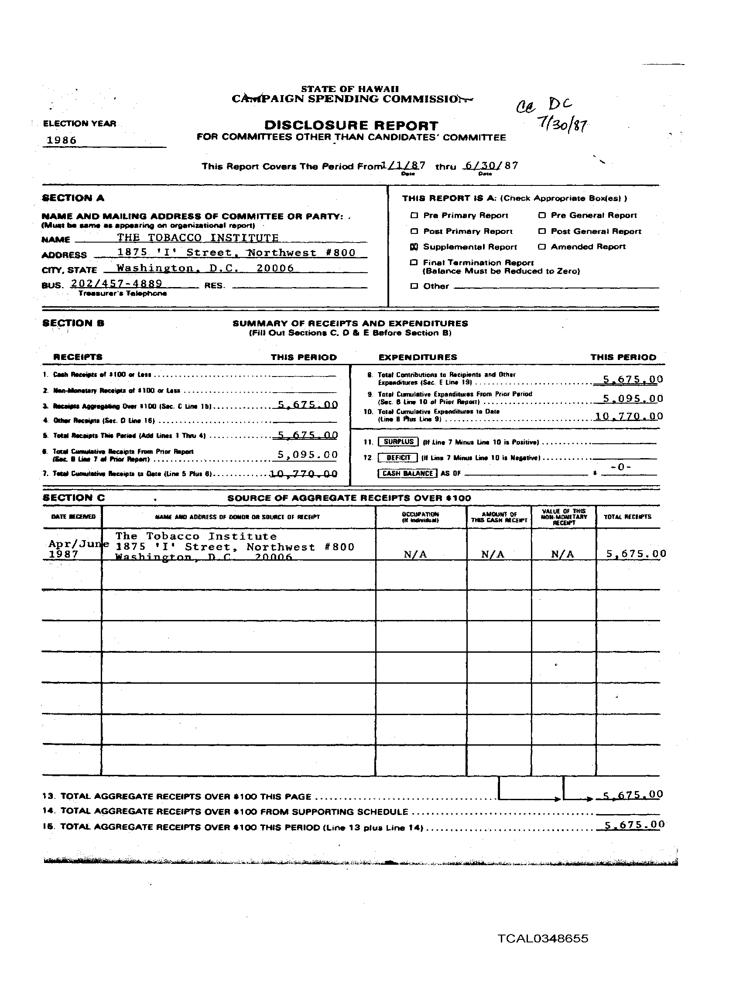 STATE OF HAWAII
CAMPAIGN SPENDING COMMISSION
DC
7/30/87
ELECTION YEAR
1986
DISCLOSURE REPORT
FOR COMMITTEES OTHER THAN CANDIDATES' COMMITTEE
This Report Covers The Period From 1/1/87 thru 6/30/87
Date Date
SECTION A
NAME AND MAILING ADDRESS OF COMMITTEE OR PARTY:
(Must be same as appearing on organizational report)
NAME THE TOBACCO INSTITUTE
ADDRESS 1875 'I' Street, Northwest #800
CITY, STATE Washington, D.C. 20006
BUS. 202/457-4889 RES.
Treasurer's Telephone
THIS REPORT IS A: (Check Appropriate Box(es) )
☐ Pre Primary Report ☐ Pre General Report
☐ Post Primary Report ☐ Post General Report
☒ Supplemental Report ☐ Amended Report
☐ Final Termination Report
(Balance Must be Reduced to Zero)
☐ Other
SECTION B SUMMARY OF RECEIPTS AND EXPENDITURES
(Fill Out Sections C, D & E Before Section B)
RECEIPTS THIS PERIOD
1. Cash Receipts of $100 or Less
2. Non-Monetary Receipts of $100 or Less
3. Receipts Aggregating Over $100 (Sec. C Line 15) 5,675.00
4. Other Receipts (Sec. D Line 16)
5. Total Receipts This Period (Add Lines 1 Thru 4) 5,675.00
6. Total Cumulative Receipts From Prior Report
(Sec. B Line 7 of Prior Report) 5,095.00
7. Total Cumulative Receipts to Date (Line 5 Plus 6) 10,770.00
EXPENDITURES THIS PERIOD
8. Total Contributions to Recipients and Other
Expenditures (Sec. E Line 19) 5,675.00
9. Total Cumulative Expenditures From Prior Period
(Sec. B Line 10 of Prior Report) 5,095.00
10. Total Cumulative Expenditures to Date
(Line 8 Plus Line 9) 10,770.00
11. SURPLUS (If Line 7 Minus Line 10 is Positive)
12. DEFICIT (If Line 7 Minus Line 10 is Negative)
CASH BALANCE AS OF $ -0-
SECTION C SOURCE OF AGGREGATE RECEIPTS OVER $100
DATE RECEIVED NAME AND ADDRESS OF DONOR OR SOURCE OF RECEIPT OCCUPATION (If Individual) AMOUNT OF THIS CASH RECEIPT VALUE OF THIS NON-MONETARY RECEIPT TOTAL RECEIPTS
The Tobacco Institute
Apr/June 1875 'I' Street, Northwest #800
1987 Washington, D.C. 20006 N/A N/A N/A 5,675.00
13. TOTAL AGGREGATE RECEIPTS OVER $100 THIS PAGE 5,675.00
14. TOTAL AGGREGATE RECEIPTS OVER $100 FROM SUPPORTING SCHEDULE
15. TOTAL AGGREGATE RECEIPTS OVER $100 THIS PERIOD (Line 13 plus Line 14) 5,675.00
TCAL0348655